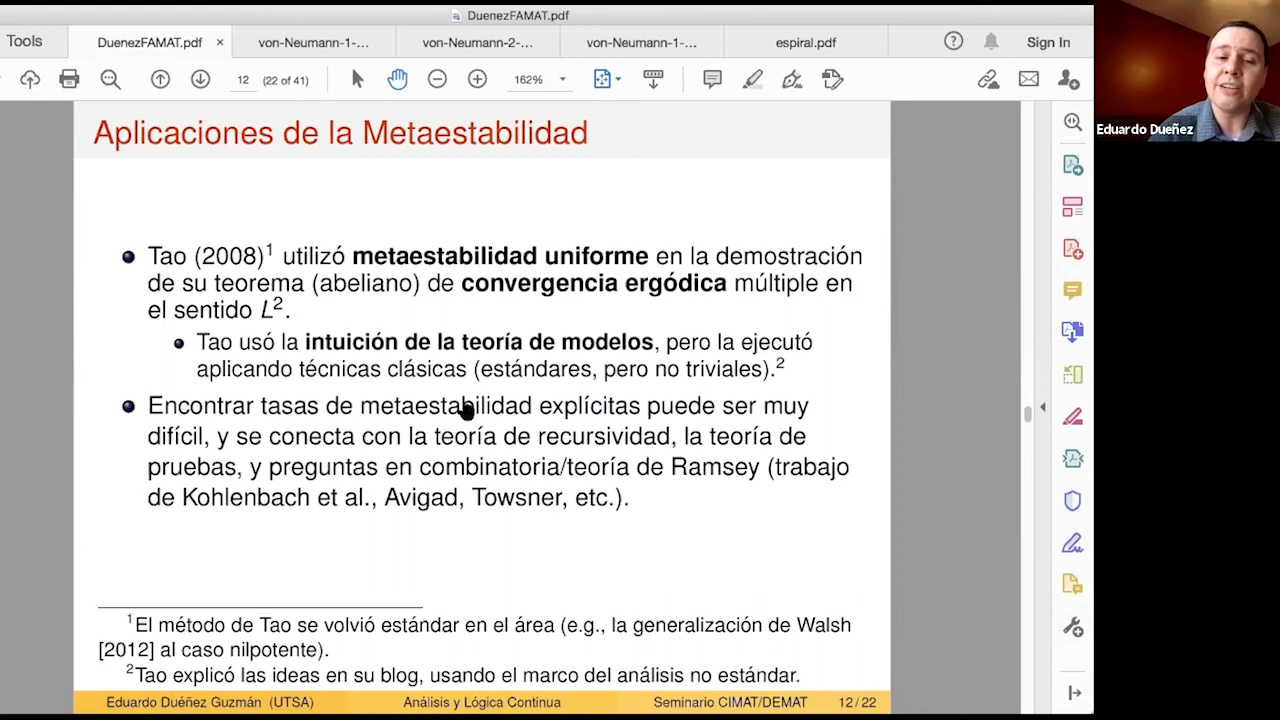 DuenezFAMAT.pdf
Tools
DuenezFAMAT.pdf ×
von-Neumann-1-...
von-Neumann-2-...
von-Neumann-1-...
espiral.pdf
Sign In
12 (22 of 41)
162%
Eduardo Dueñez
Aplicaciones de la Metaestabilidad
Tao (2008)1 utilizó metaestabilidad uniforme en la demostración
de su teorema (abeliano) de convergencia ergódica múltiple en
el sentido L2.
Tao usó la intuición de la teoría de modelos, pero la ejecutó
aplicando técnicas clásicas (estándares, pero no triviales).2
Encontrar tasas de metaestabilidad explícitas puede ser muy
difícil, y se conecta con la teoría de recursividad, la teoría de
pruebas, y preguntas en combinatoria/teoría de Ramsey (trabajo
de Kohlenbach et al., Avigad, Towsner, etc.).
1El método de Tao se volvió estándar en el área (e.g., la generalización de Walsh
[2012] al caso nilpotente).
2Tao explicó las ideas en su blog, usando el marco del análisis no estándar.
Eduardo Duéñez Guzmán (UTSA)
Análisis y Lógica Continua
Seminario CIMAT/DEMAT
12 / 22